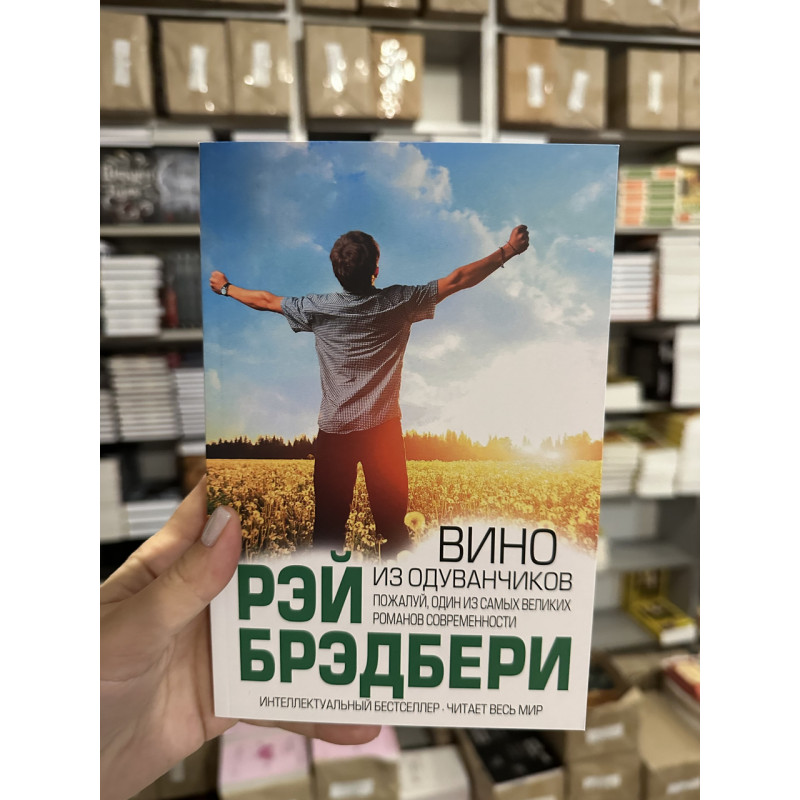 ВИНО
ИЗ ОДУВАНЧИКОВ
ПОЖАЛУЙ, ОДИН ИЗ САМЫХ ВЕЛИКИХ
РОМАНОВ СОВРЕМЕННОСТИ
РЭЙ
БРЭДБЕРИ
ИНТЕЛЛЕКТУАЛЬНЫЙ БЕСТСЕЛЛЕР · ЧИТАЕТ ВЕСЬ МИР